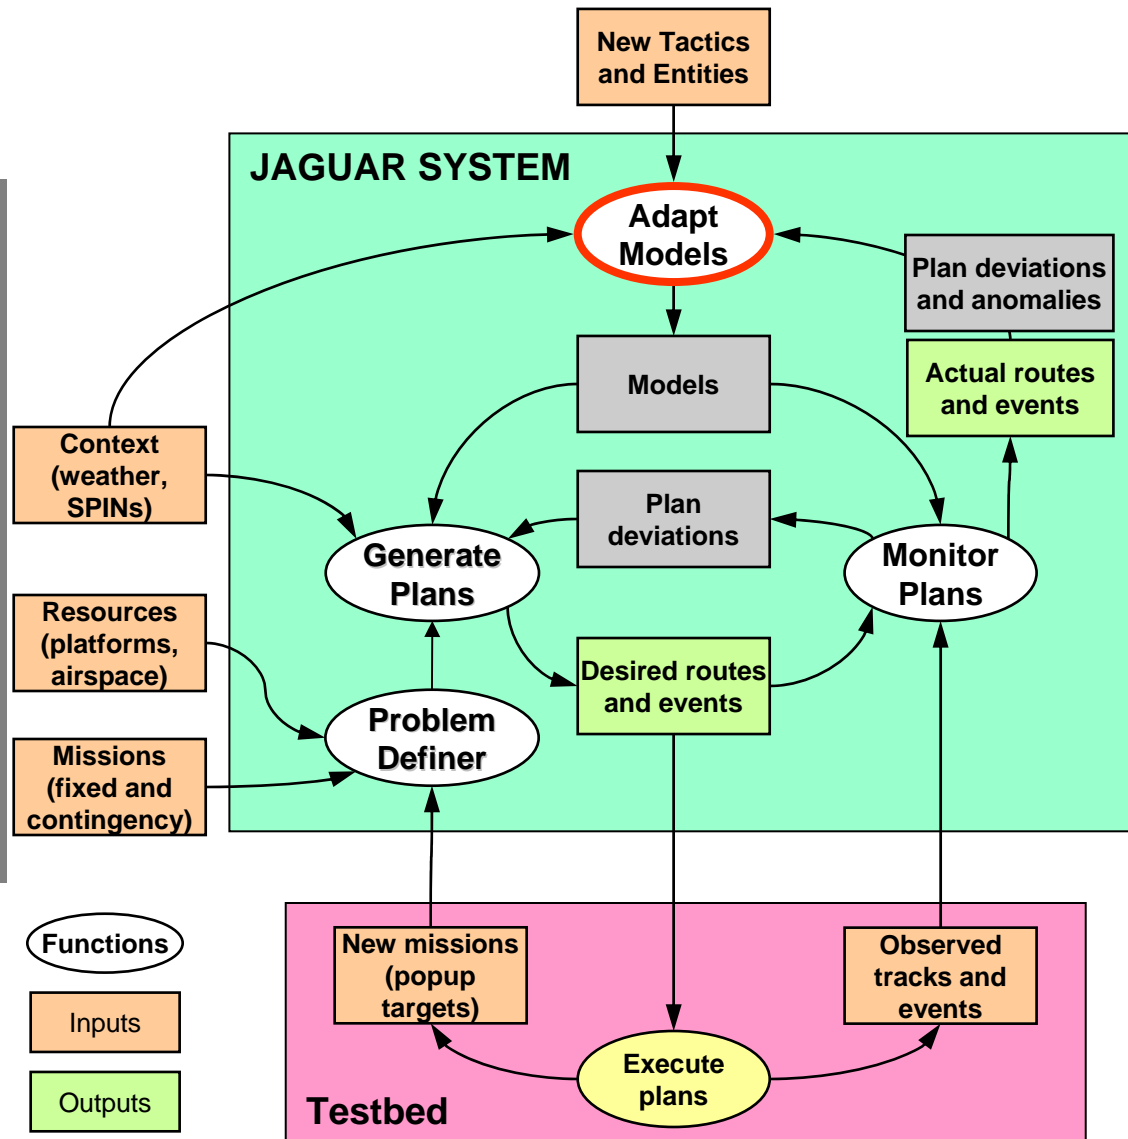 New Tactics
and Entities
JAGUAR SYSTEM
Adapt
Models
Plan deviations
and anomalies
Models
Actual routes
and events
Context
(weather,
SPINs)
Plan
deviations
Generate
Plans
Monitor
Plans
Resources
(platforms,
airspace)
Desired routes
and events
Problem
Definer
Missions
(fixed and
contingency)
Functions
New missions
(popup
targets)
Observed
tracks and
events
Inputs
Execute
plans
Outputs
Testbed